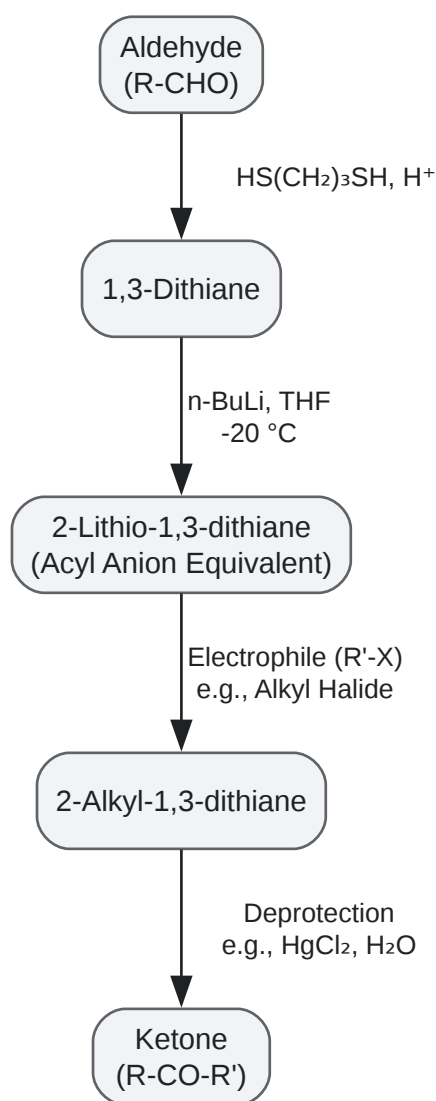 Aldehyde
(R-CHO)
HS(CH₂)₃SH, H⁺
1,3-Dithiane
n-BuLi, THF
-20 °C
2-Lithio-1,3-dithiane
(Acyl Anion Equivalent)
Electrophile (R'-X)
e.g., Alkyl Halide
2-Alkyl-1,3-dithiane
Deprotection
e.g., HgCl₂, H₂O
Ketone
(R-CO-R')